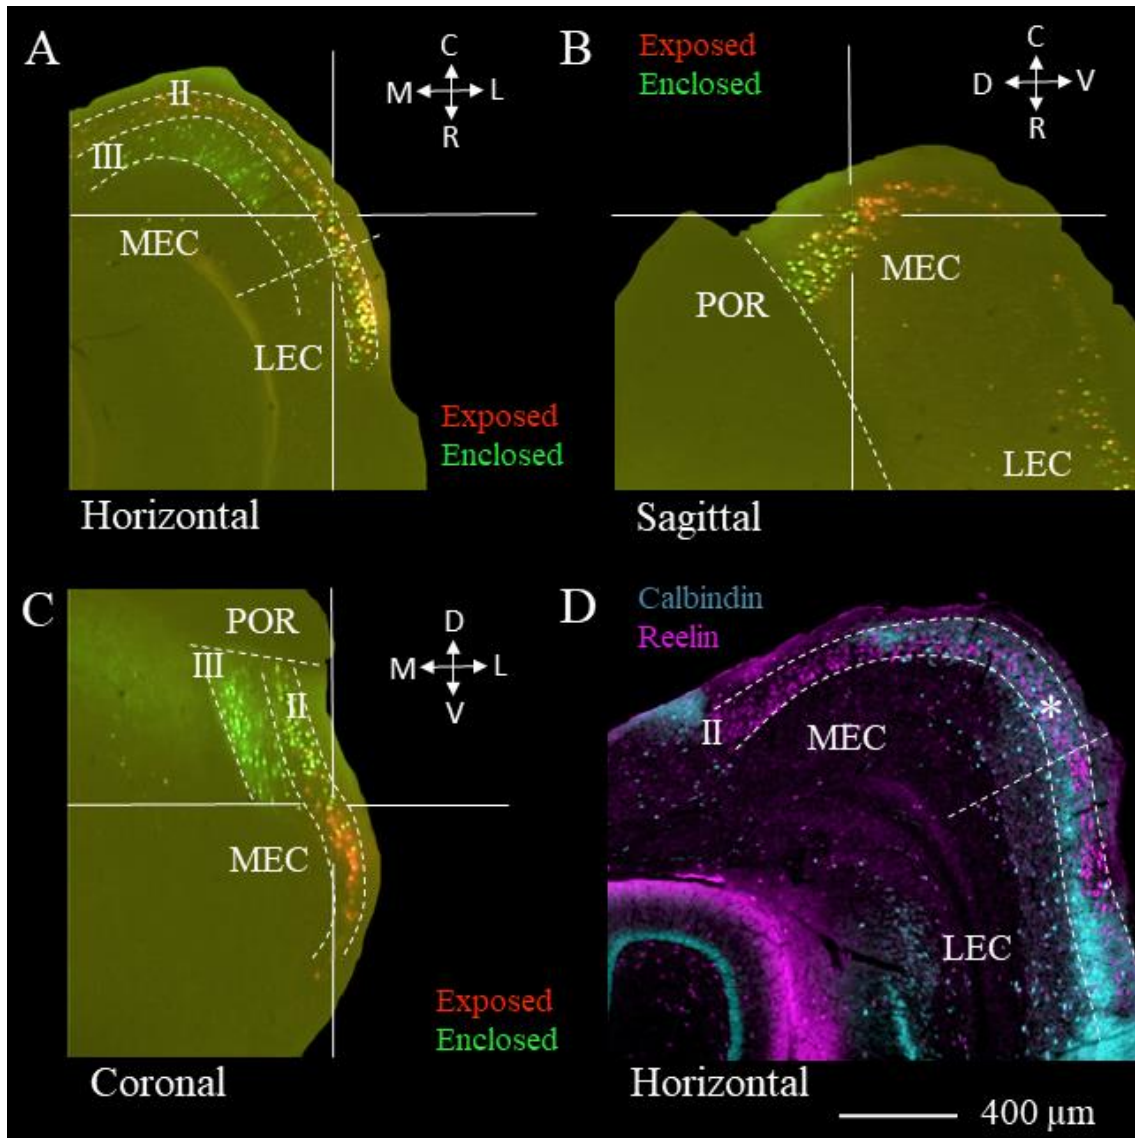 A
C
M L
R
II
III
MEC
LEC
Exposed
Enclosed
Horizontal
B
Exposed
Enclosed
C
D V
R
POR
MEC
LEC
Sagittal
C
POR
D
M L
V
III
II
MEC
Exposed
Enclosed
Coronal
D
Calbindin
Reelin
*
II
MEC
LEC
Horizontal
400 µm